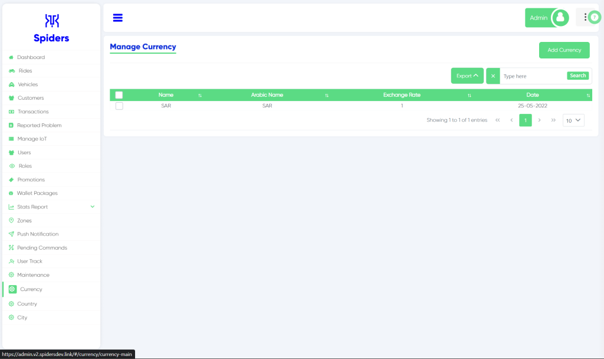 Spiders
Admin
Dashboard
Rides
Vehicles
Customers
Transactions
Reported Problem
Manage IoT
Users
Roles
Promotions
Wallet Packages
Stats Report
Zones
Push Notification
Pending Commands
User Track
Maintenance
Currency
Country
City
Manage Currency
Add Currency
Export
×
Type here
Search
Name Arabic Name Exchange Rate Date
SAR SAR 1 25-05-2022
Showing 1 to 1 of 1 entries 1 10
https://admin.v2.spidersdev.link/#/currency/currency-main